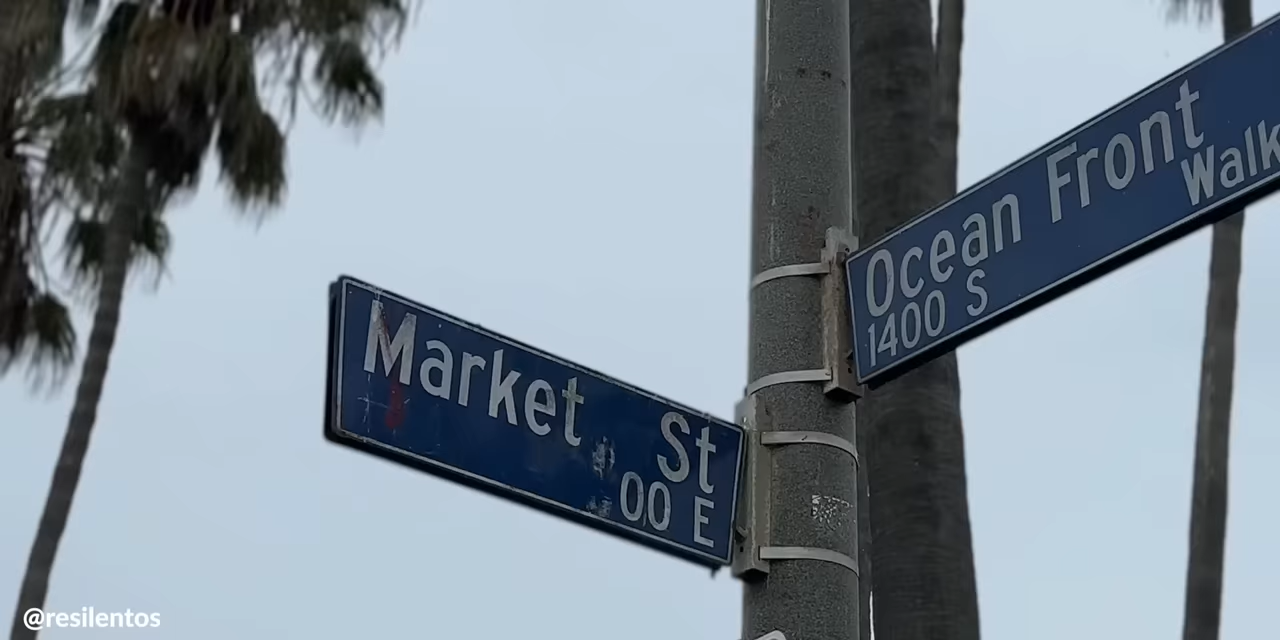 Market St
00 E
Ocean Front
Walk
1400 S
@resilentos